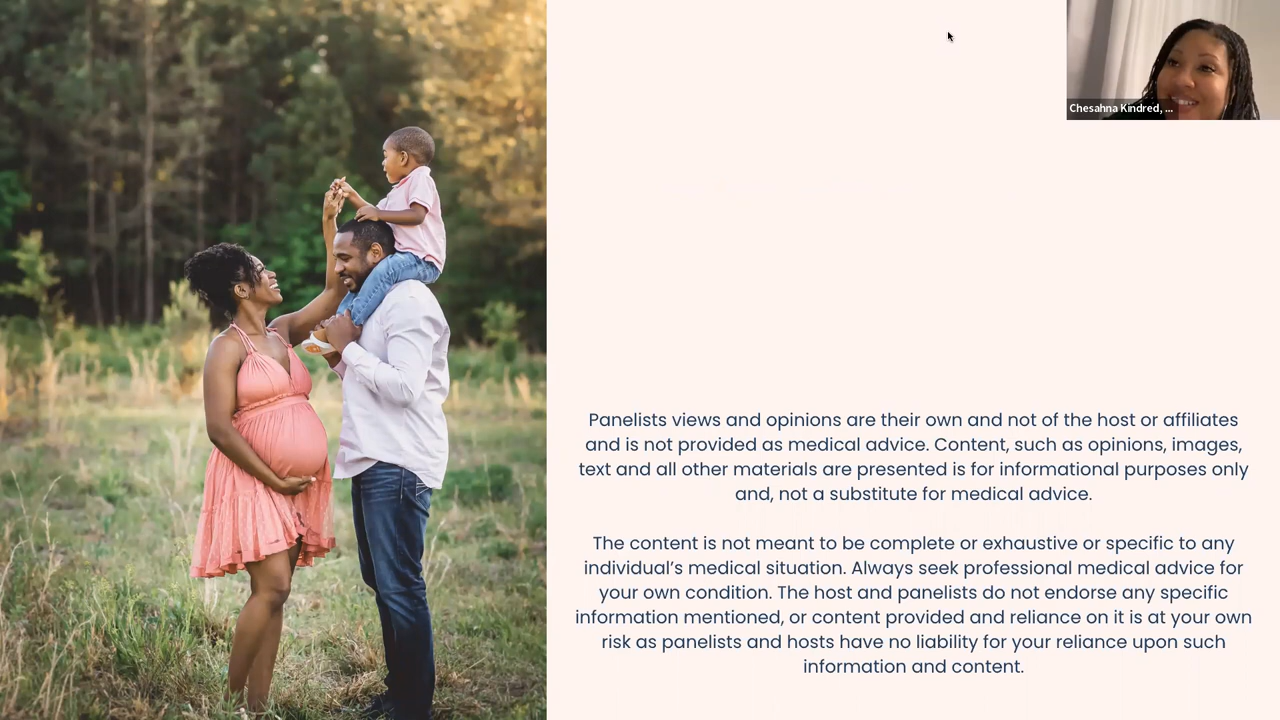 Chesahna Kindred, ...
Panelists views and opinions are their own and not of the host or affiliates
and is not provided as medical advice. Content, such as opinions, images,
text and all other materials are presented is for informational purposes only
and, not a substitute for medical advice.
The content is not meant to be complete or exhaustive or specific to any
individual’s medical situation. Always seek professional medical advice for
your own condition. The host and panelists do not endorse any specific
information mentioned, or content provided and reliance on it is at your own
risk as panelists and hosts have no liability for your reliance upon such
information and content.